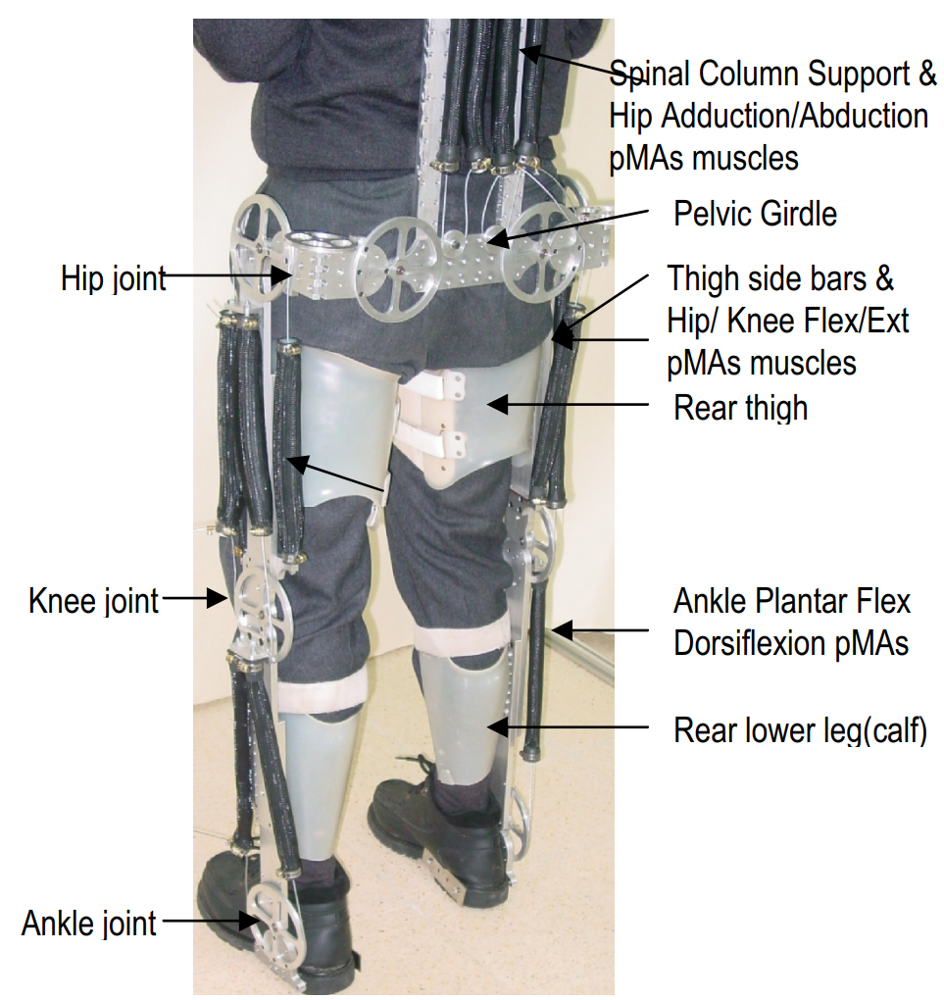 Spinal Column Support &
Hip Adduction/Abduction
pMAs muscles
Pelvic Girdle
Hip joint
Thigh side bars &
Hip/ Knee Flex/Ext
pMAs muscles
Rear thigh
Knee joint
Ankle Plantar Flex
Dorsiflexion pMAs
Rear lower leg(calf)
Ankle joint